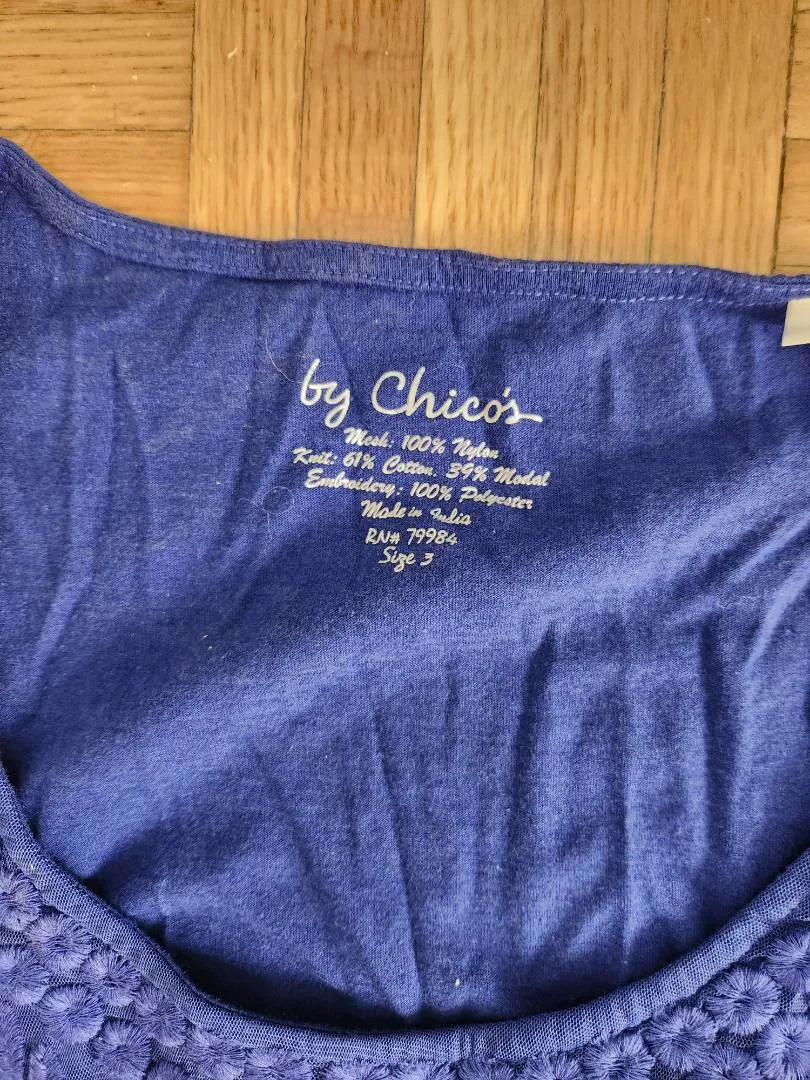 by Chico's
Mesh: 100% Nylon
Knit: 61% Cotton, 39% Modal
Embroidery: 100% Polyester
Made in India
RN# 79984
Size 3